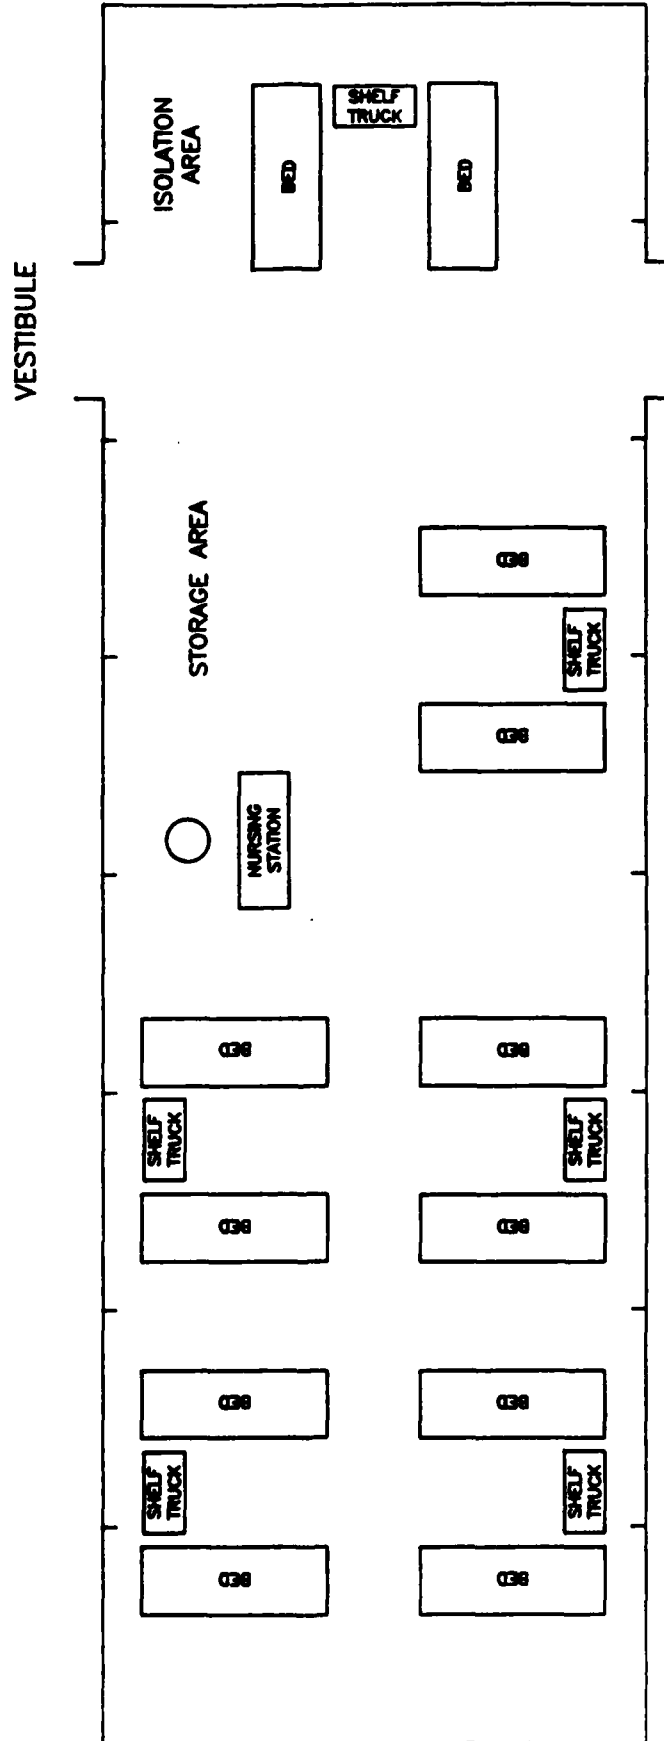 VESTIBULE
ISOLATION
AREA
BED
SHELF
TRUCK
BED
STORAGE AREA
BED
SHELF
TRUCK
BED
NURSING
STATION
BED
BED
SHELF
TRUCK
SHELF
TRUCK
BED
BED
BED
BED
SHELF
TRUCK
SHELF
TRUCK
BED
BED